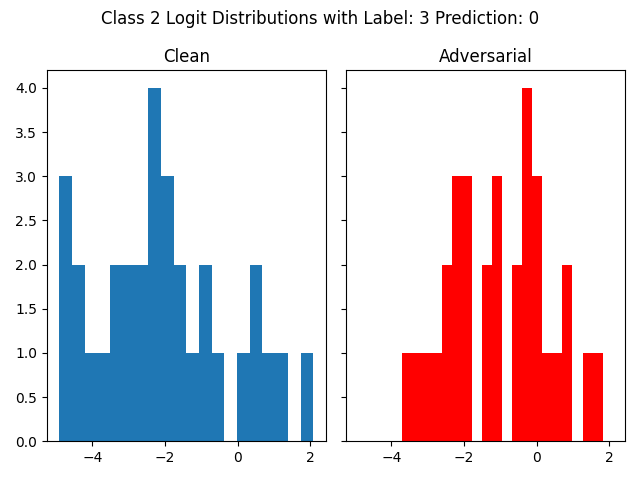 Class 2 Logit Distributions with Label: 3 Prediction: 0
Clean
Adversarial
4.0
3.5
3.0
2.5
2.0
1.5
1.0
0.5
0.0
−4 −2 0 2
−4 −2 0 2